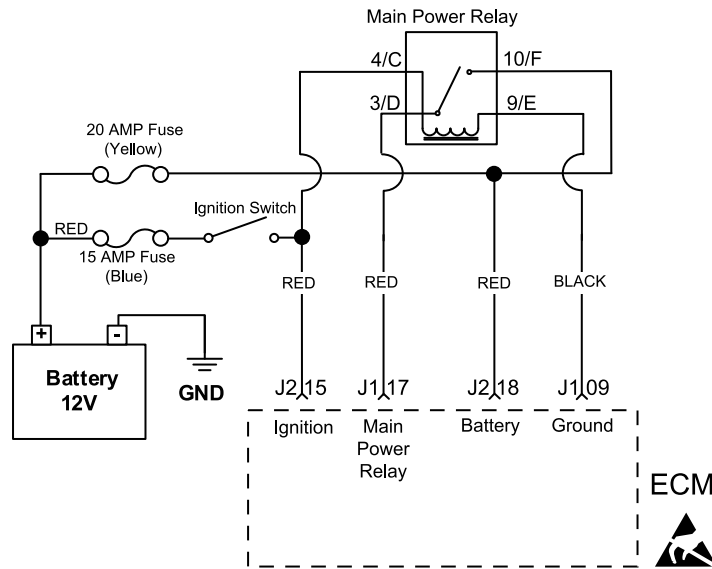 Main Power Relay
4/C
10/F
3/D
9/E
20 AMP Fuse
(Yellow)
Ignition Switch
RED
15 AMP Fuse
(Blue)
RED
RED
RED
BLACK
+
-
Battery
12V
GND
J2 15
J1 17
J2 18
J1 09
Ignition
Main
Power
Relay
Battery
Ground
ECM